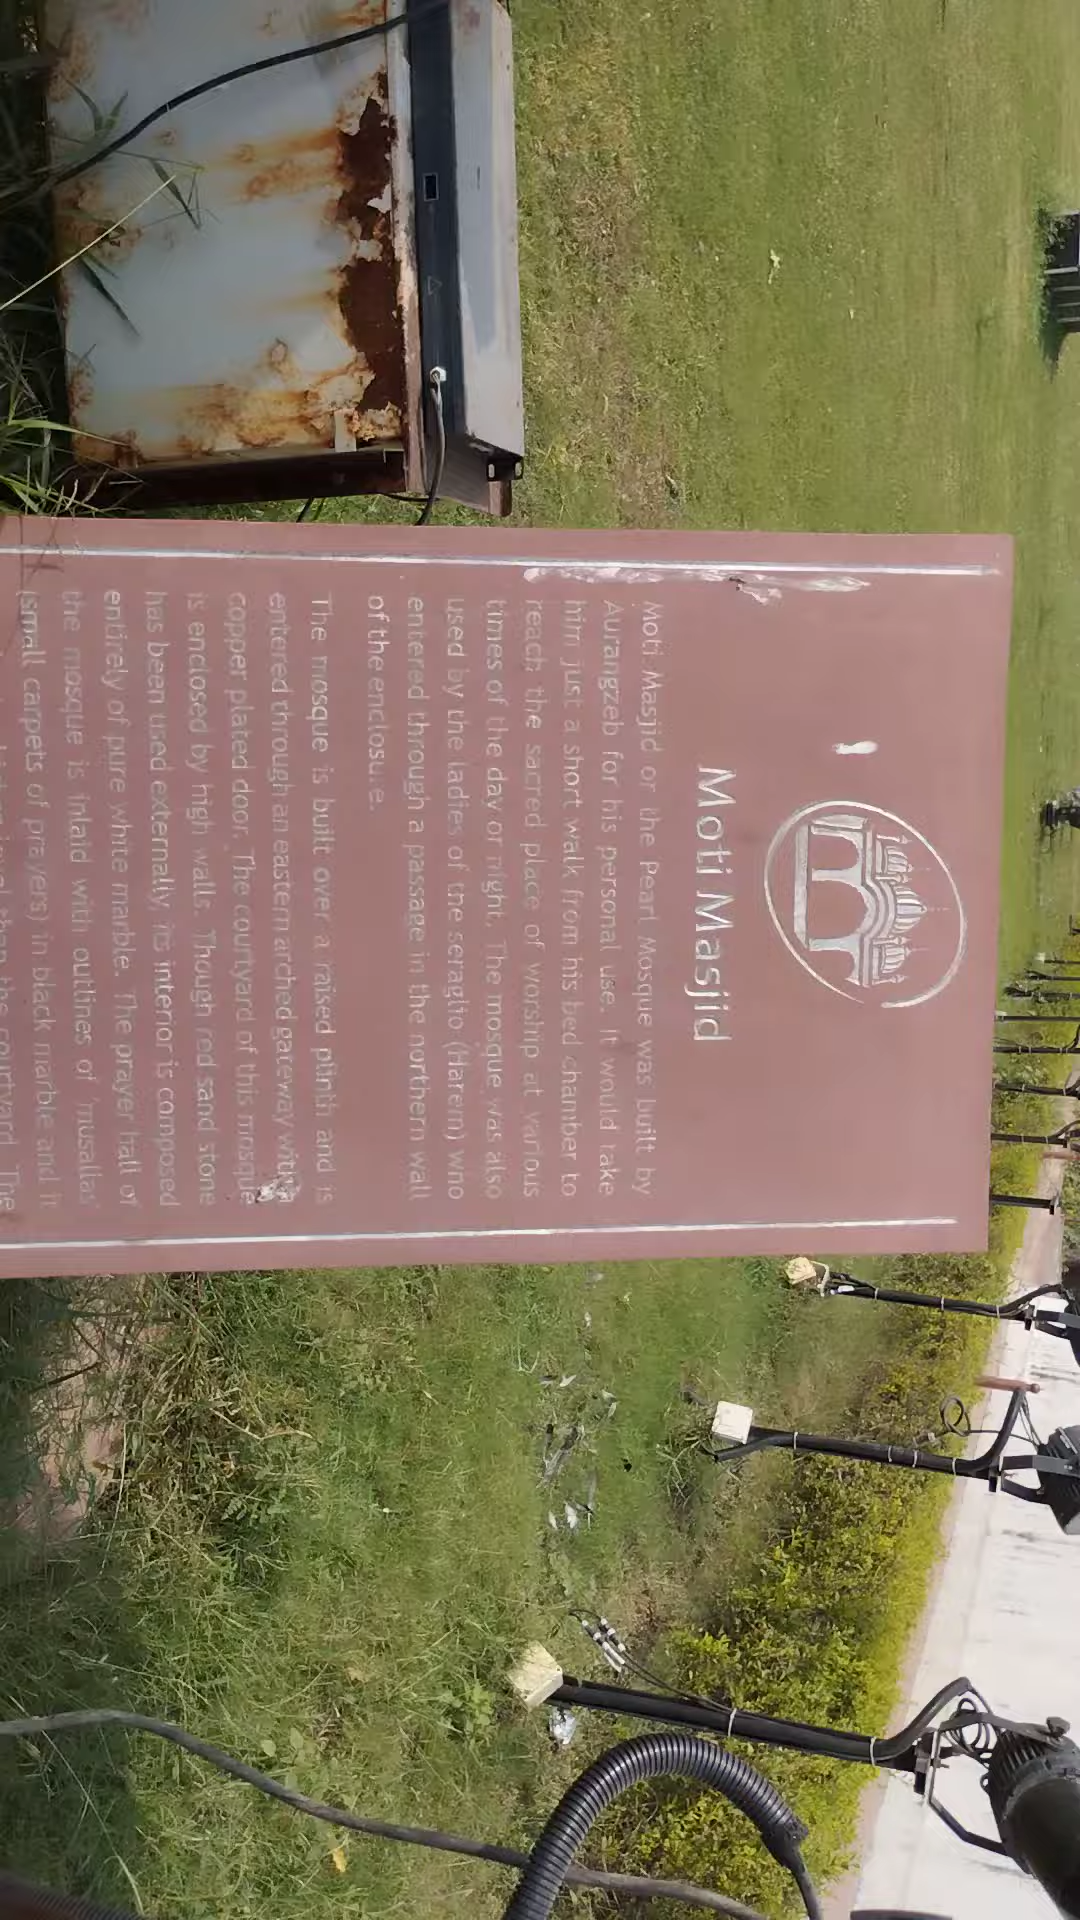 Moti Masjid
Moti Masjid or the Pearl Mosque was built by
Aurangzeb for his personal use. It would take
him just a short walk from his bed chamber to
reach the sacred place of worship at various
times of the day or night. The mosque was also
used by the ladies of the seraglio (Harem) who
entered through a passage in the northern wall
of the enclosure.
The mosque is built over a raised plinth and is
entered through an eastern arched gateway with a
copper plated door. The courtyard of this mosque
is enclosed by high walls. Though red sand stone
has been used externally, its interior is composed
entirely of pure white marble. The prayer hall of
the mosque is inlaid with outlines of 'musallas'
(small carpets of prayers) in black marble and it
than the courtyard. The